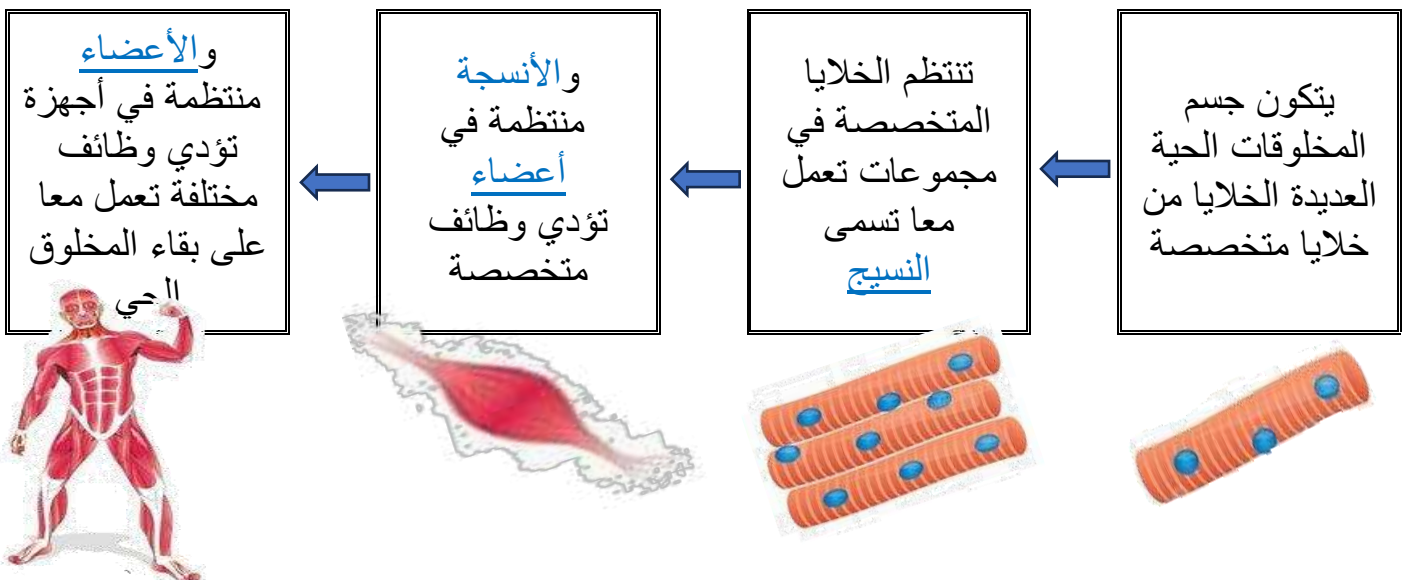 يتكون جسم
المخلوقات الحية
العديدة الخلايا من
خلايا متخصصة
تنتظم الخلايا
المتخصصة في
مجموعات تعمل
معا تسمى
النسيج
والأنسجة
منتظمة في
أعضاء
تؤدي وظائف
متخصصة
والأعضاء
منتظمة في أجهزة
تؤدي وظائف
مختلفة تعمل معا
على بقاء المخلوق
الحي